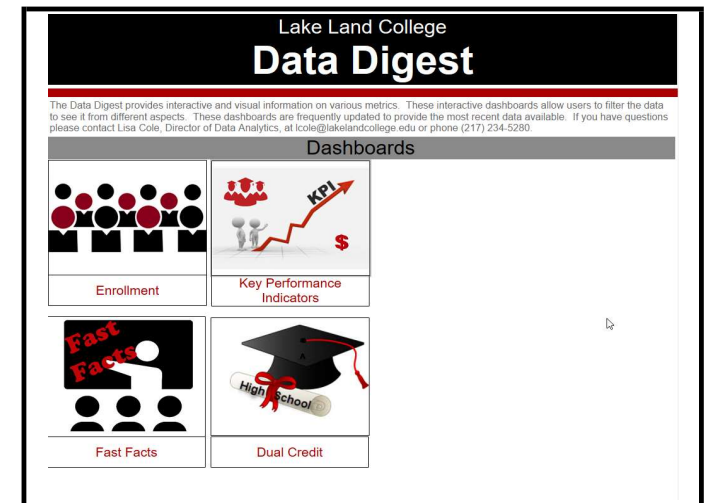 Lake Land College
Data Digest
The Data Digest provides interactive and visual information on various metrics.  These interactive dashboards allow users to filter the data
to see it from different aspects.  These dashboards are frequently updated to provide the most recent data available.  If you have questions
please contact Lisa Cole, Director of Data Analytics, at lcole@lakelandcollege.edu or phone (217) 234-5280.
Dashboards
KPI
$
Enrollment
Key Performance
Indicators
Fast
Facts
High School
Fast Facts
Dual Credit